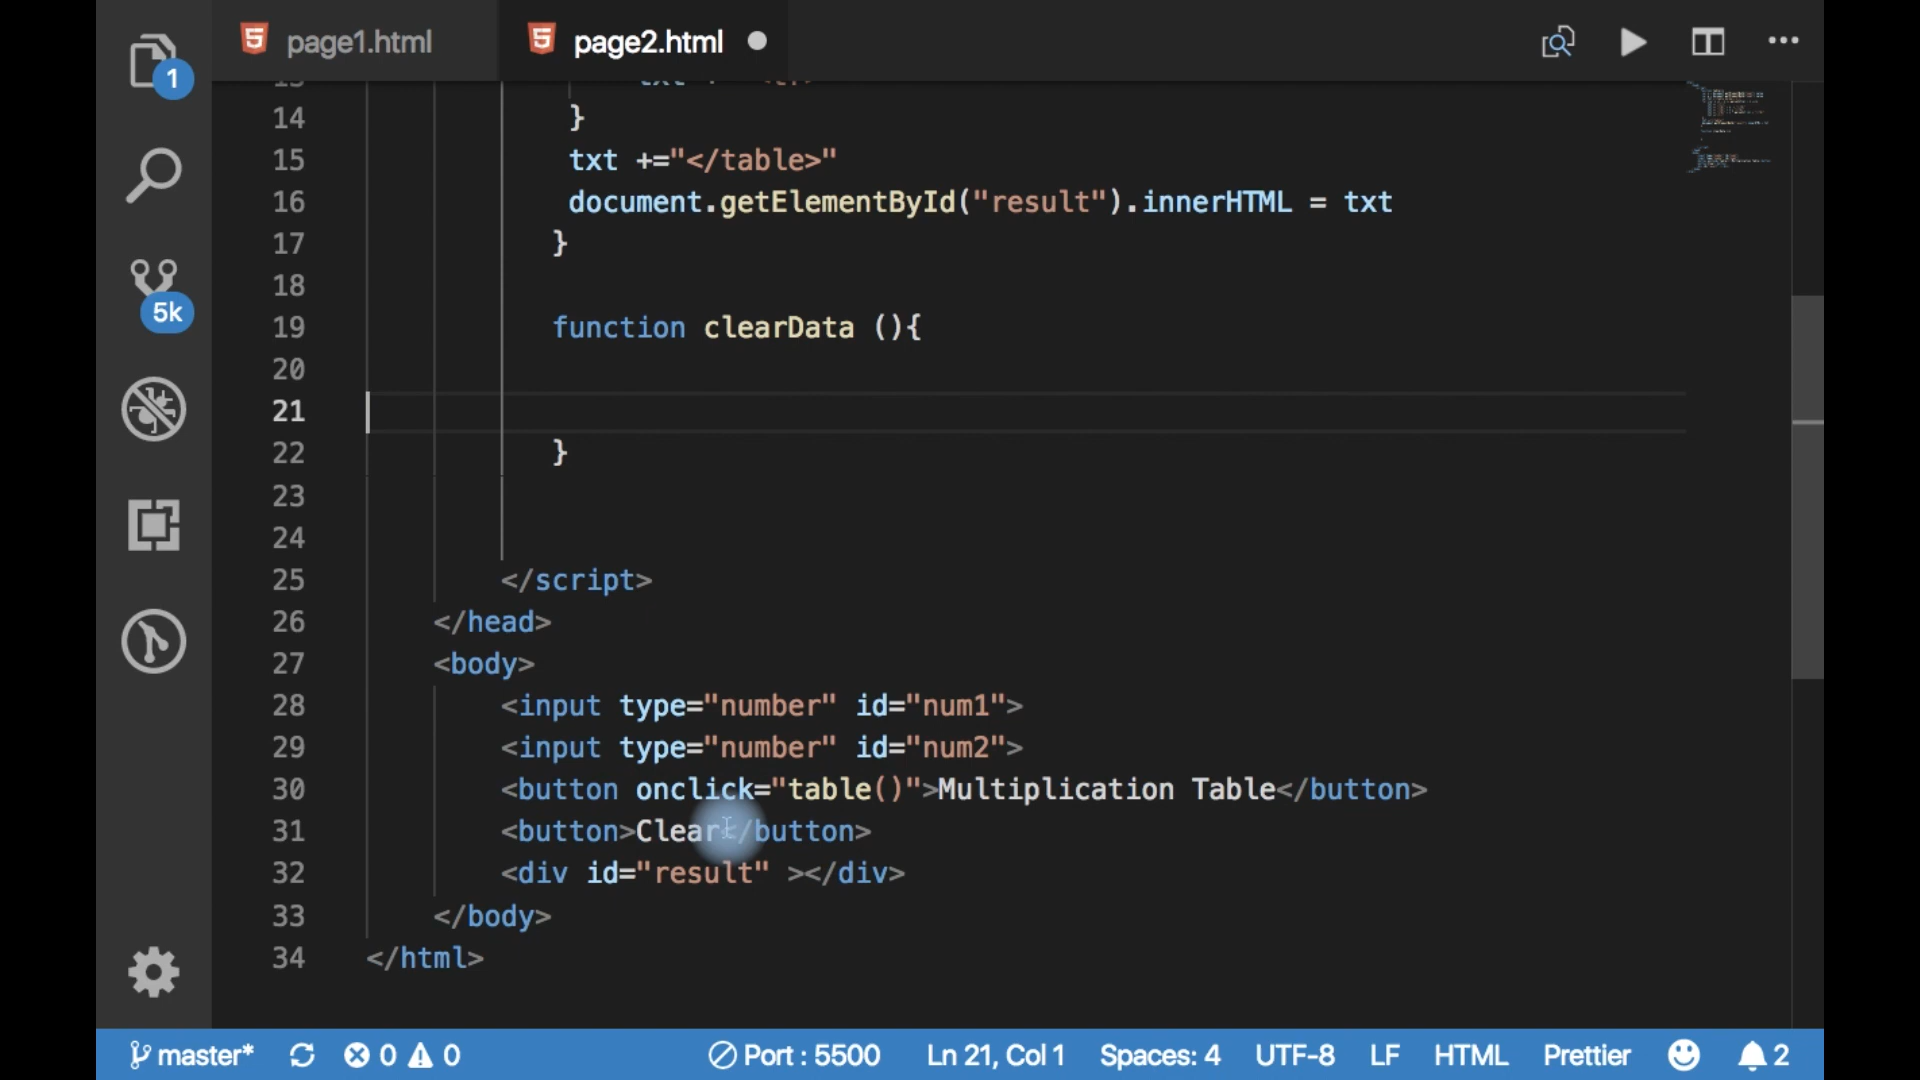 page1.html
page2.html
1
5k
14 }
15 txt +="</table>"
16 document.getElementById("result").innerHTML = txt
17 }
18
19 function clearData (){
20
21
22 }
23
24
25 </script>
26 </head>
27 <body>
28 <input type="number" id="num1">
29 <input type="number" id="num2">
30 <button onclick="table()">Multiplication Table</button>
31 <button>Clear</button>
32 <div id="result" ></div>
33 </body>
34 </html>
master* 0 0 Port : 5500 Ln 21, Col 1 Spaces: 4 UTF-8 LF HTML Prettier 2